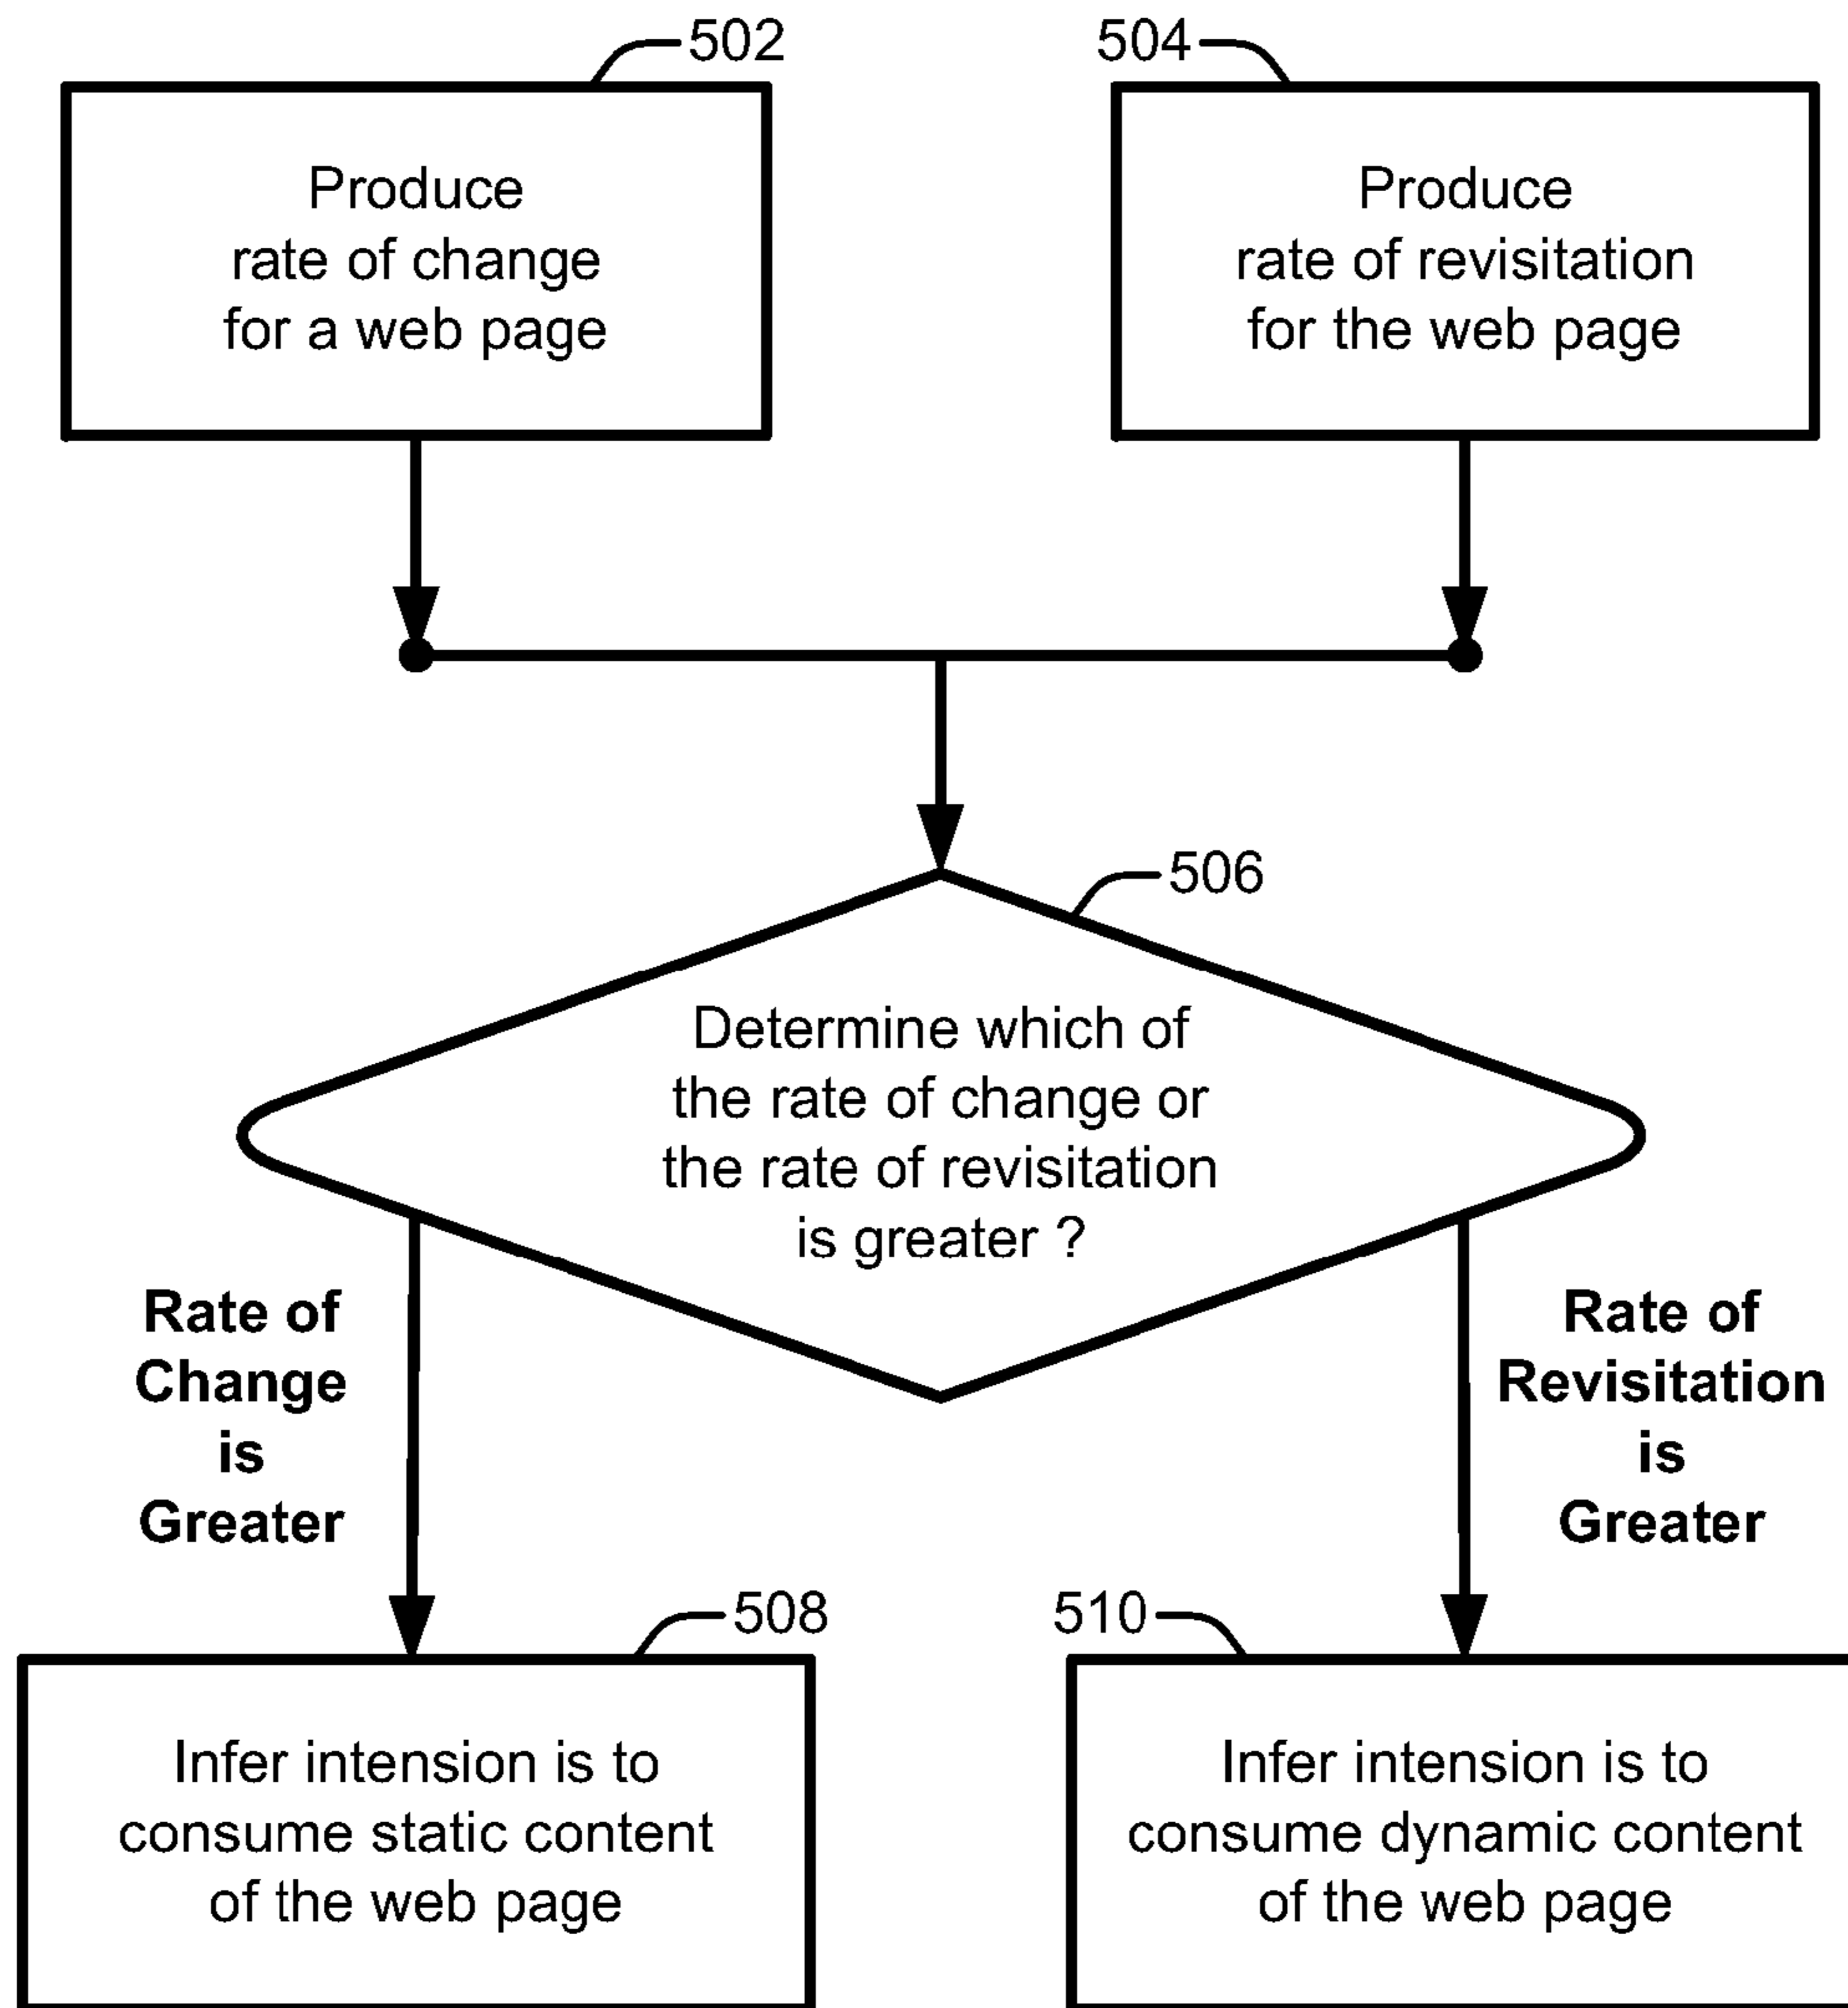 502
Produce
rate of change
for a web page
504
Produce
rate of revisitation
for the web page
506
Determine which of
the rate of change or
the rate of revisitation
is greater ?
Rate of
Change
is
Greater
Rate of
Revisitation
is
Greater
508
Infer intension is to
consume static content
of the web page
510
Infer intension is to
consume dynamic content
of the web page